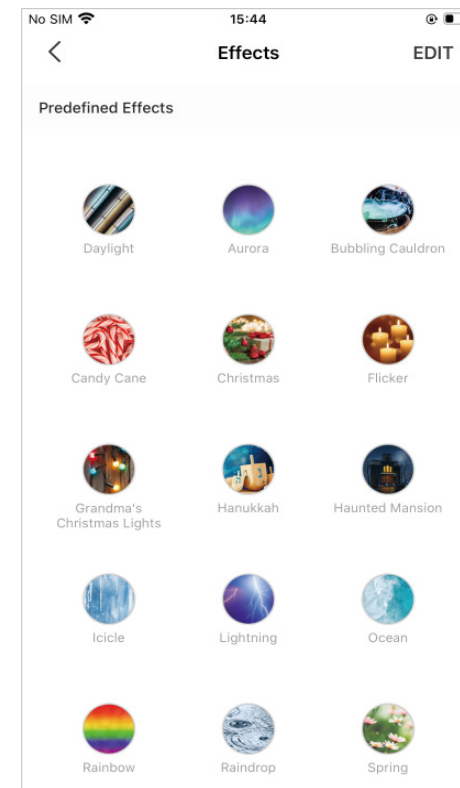 No SIM 15:44
Effects EDIT
Predefined Effects
Daylight Aurora Bubbling Cauldron
Candy Cane Christmas Flicker
Grandma's
Christmas Lights Hanukkah Haunted Mansion
Icicle Lightning Ocean
Rainbow Raindrop Spring